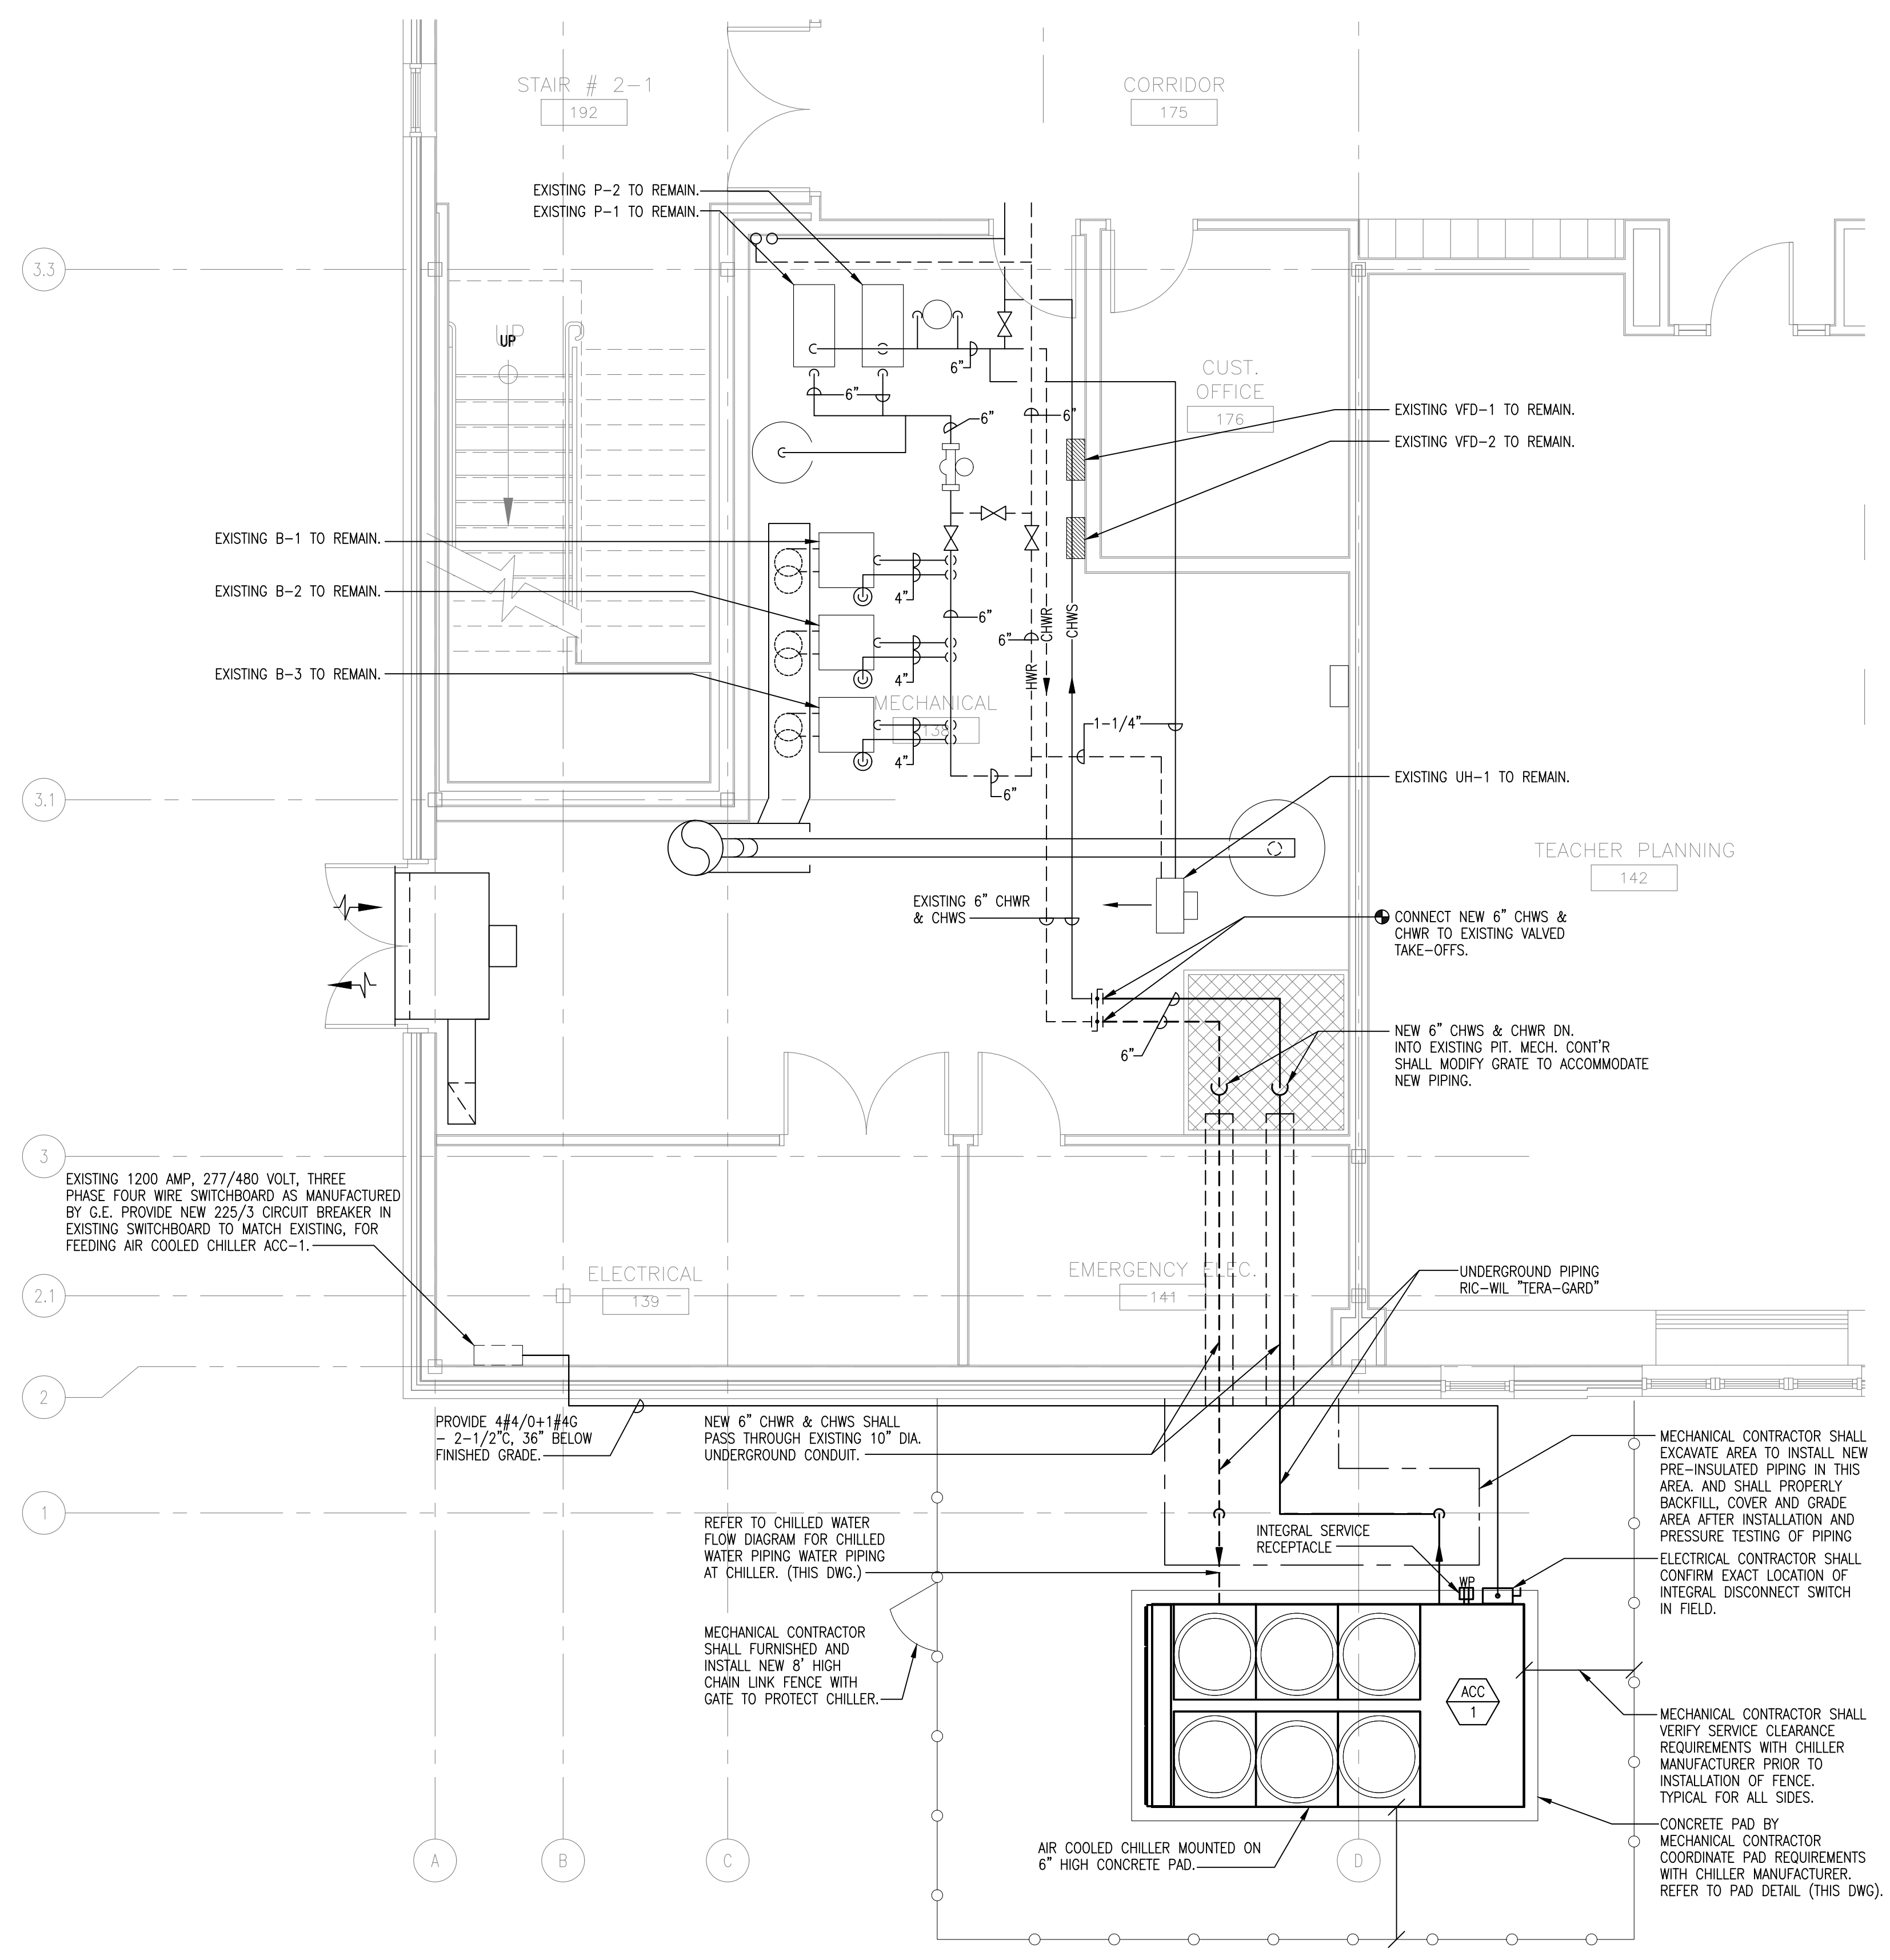 STAIR # 2-1
192
CORRIDOR
175
EXISTING P-2 TO REMAIN.
EXISTING P-1 TO REMAIN.
3.3
UP
UP
6"
6"
6"
6"
CUST.
OFFICE
176
EXISTING VFD-1 TO REMAIN.
EXISTING VFD-2 TO REMAIN.
EXISTING B-1 TO REMAIN.
4"
EXISTING B-2 TO REMAIN.
6"
6"
CHWR
CHWS
HWR
4"
EXISTING B-3 TO REMAIN.
MECHANICAL
138
4"
1-1/4"
6"
EXISTING UH-1 TO REMAIN.
3.1
TEACHER PLANNING
142
EXISTING 6" CHWR
& CHWS
CONNECT NEW 6" CHWS &
CHWR TO EXISTING VALVED
TAKE-OFFS.
6"
NEW 6" CHWS & CHWR DN.
INTO EXISTING PIT. MECH. CONT'R
SHALL MODIFY GRATE TO ACCOMMODATE
NEW PIPING.
3
EXISTING 1200 AMP, 277/480 VOLT, THREE
PHASE FOUR WIRE SWITCHBOARD AS MANUFACTURED
BY G.E. PROVIDE NEW 225/3 CIRCUIT BREAKER IN
EXISTING SWITCHBOARD TO MATCH EXISTING, FOR
FEEDING AIR COOLED CHILLER ACC-1.
ELECTRICAL
139
EMERGENCY ELEC.
141
UNDERGROUND PIPING
RIC-WIL "TERA-GARD"
2.1
2
PROVIDE 4#4/0+1#4G
- 2-1/2"C, 36" BELOW
FINISHED GRADE.
NEW 6" CHWR & CHWS SHALL
PASS THROUGH EXISTING 10" DIA.
UNDERGROUND CONDUIT.
MECHANICAL CONTRACTOR SHALL
EXCAVATE AREA TO INSTALL NEW
PRE-INSULATED PIPING IN THIS
AREA. AND SHALL PROPERLY
BACKFILL, COVER AND GRADE
AREA AFTER INSTALLATION AND
PRESSURE TESTING OF PIPING
1
REFER TO CHILLED WATER
FLOW DIAGRAM FOR CHILLED
WATER PIPING WATER PIPING
AT CHILLER. (THIS DWG.)
INTEGRAL SERVICE
RECEPTACLE
WP
ELECTRICAL CONTRACTOR SHALL
CONFIRM EXACT LOCATION OF
INTEGRAL DISCONNECT SWITCH
IN FIELD.
MECHANICAL CONTRACTOR
SHALL FURNISHED AND
INSTALL NEW 8' HIGH
CHAIN LINK FENCE WITH
GATE TO PROTECT CHILLER.
ACC
1
MECHANICAL CONTRACTOR SHALL
VERIFY SERVICE CLEARANCE
REQUIREMENTS WITH CHILLER
MANUFACTURER PRIOR TO
INSTALLATION OF FENCE.
TYPICAL FOR ALL SIDES.
CONCRETE PAD BY
MECHANICAL CONTRACTOR
COORDINATE PAD REQUIREMENTS
WITH CHILLER MANUFACTURER.
REFER TO PAD DETAIL (THIS DWG).
AIR COOLED CHILLER MOUNTED ON
6" HIGH CONCRETE PAD.
A
B
C
D